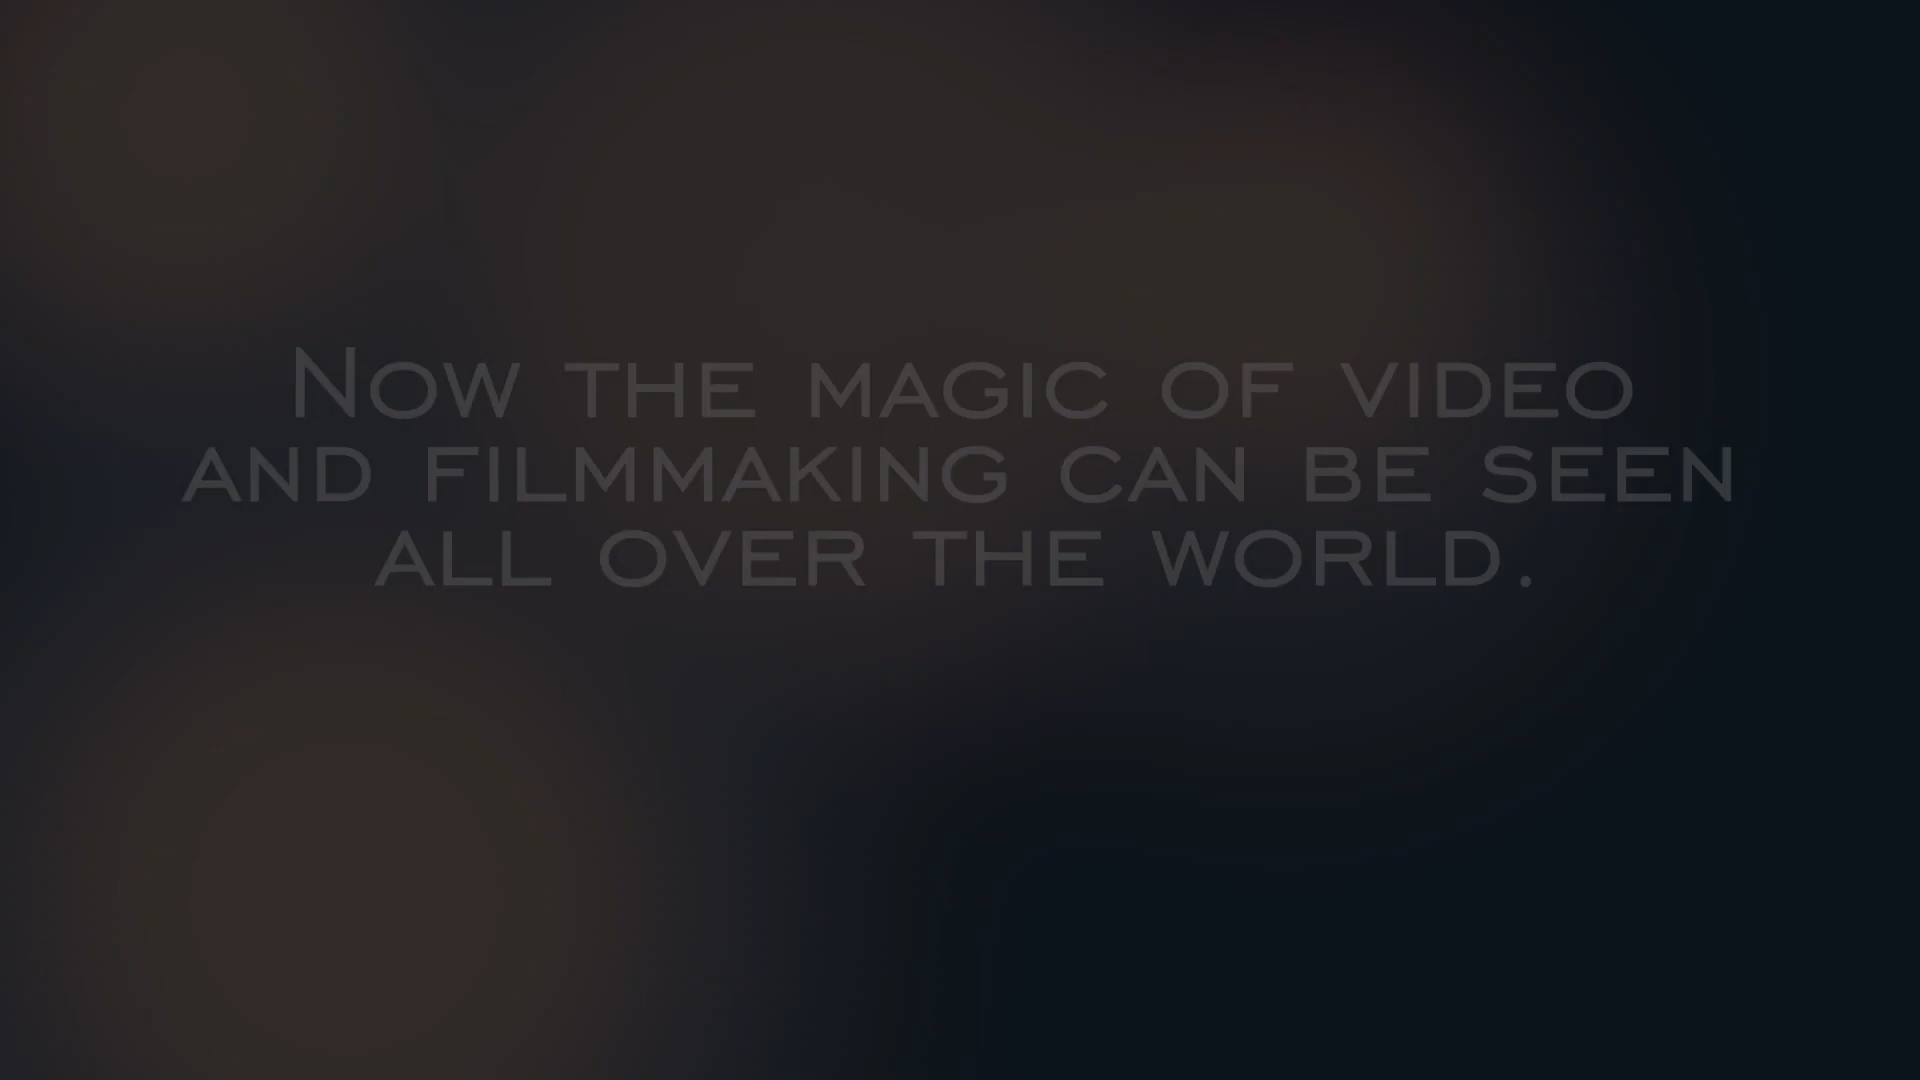 Now the magic of video
and filmmaking can be seen
all over the world.